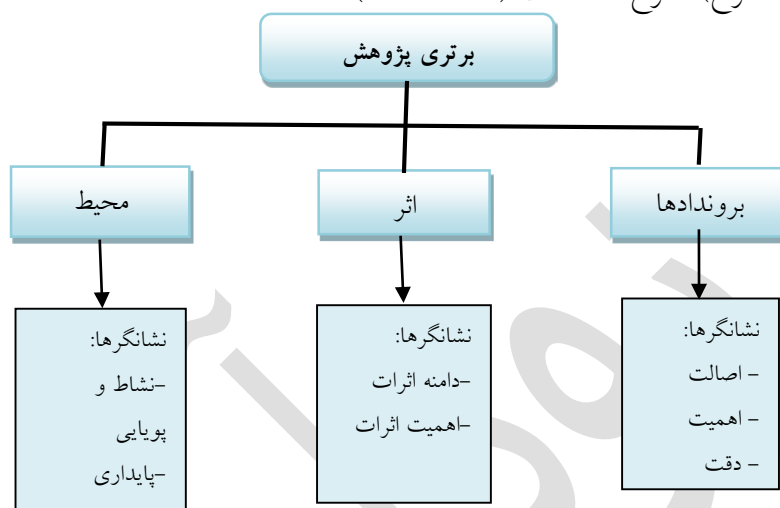 برتری پژوهش
بروندادها
اثر
محیط
نشانگرها:
- اصالت
- اهمیت
- دقت
نشانگرها:
-دامنه اثرات
-اهمیت اثرات
نشانگرها:
-نشاط و
پویایی
-پایداری